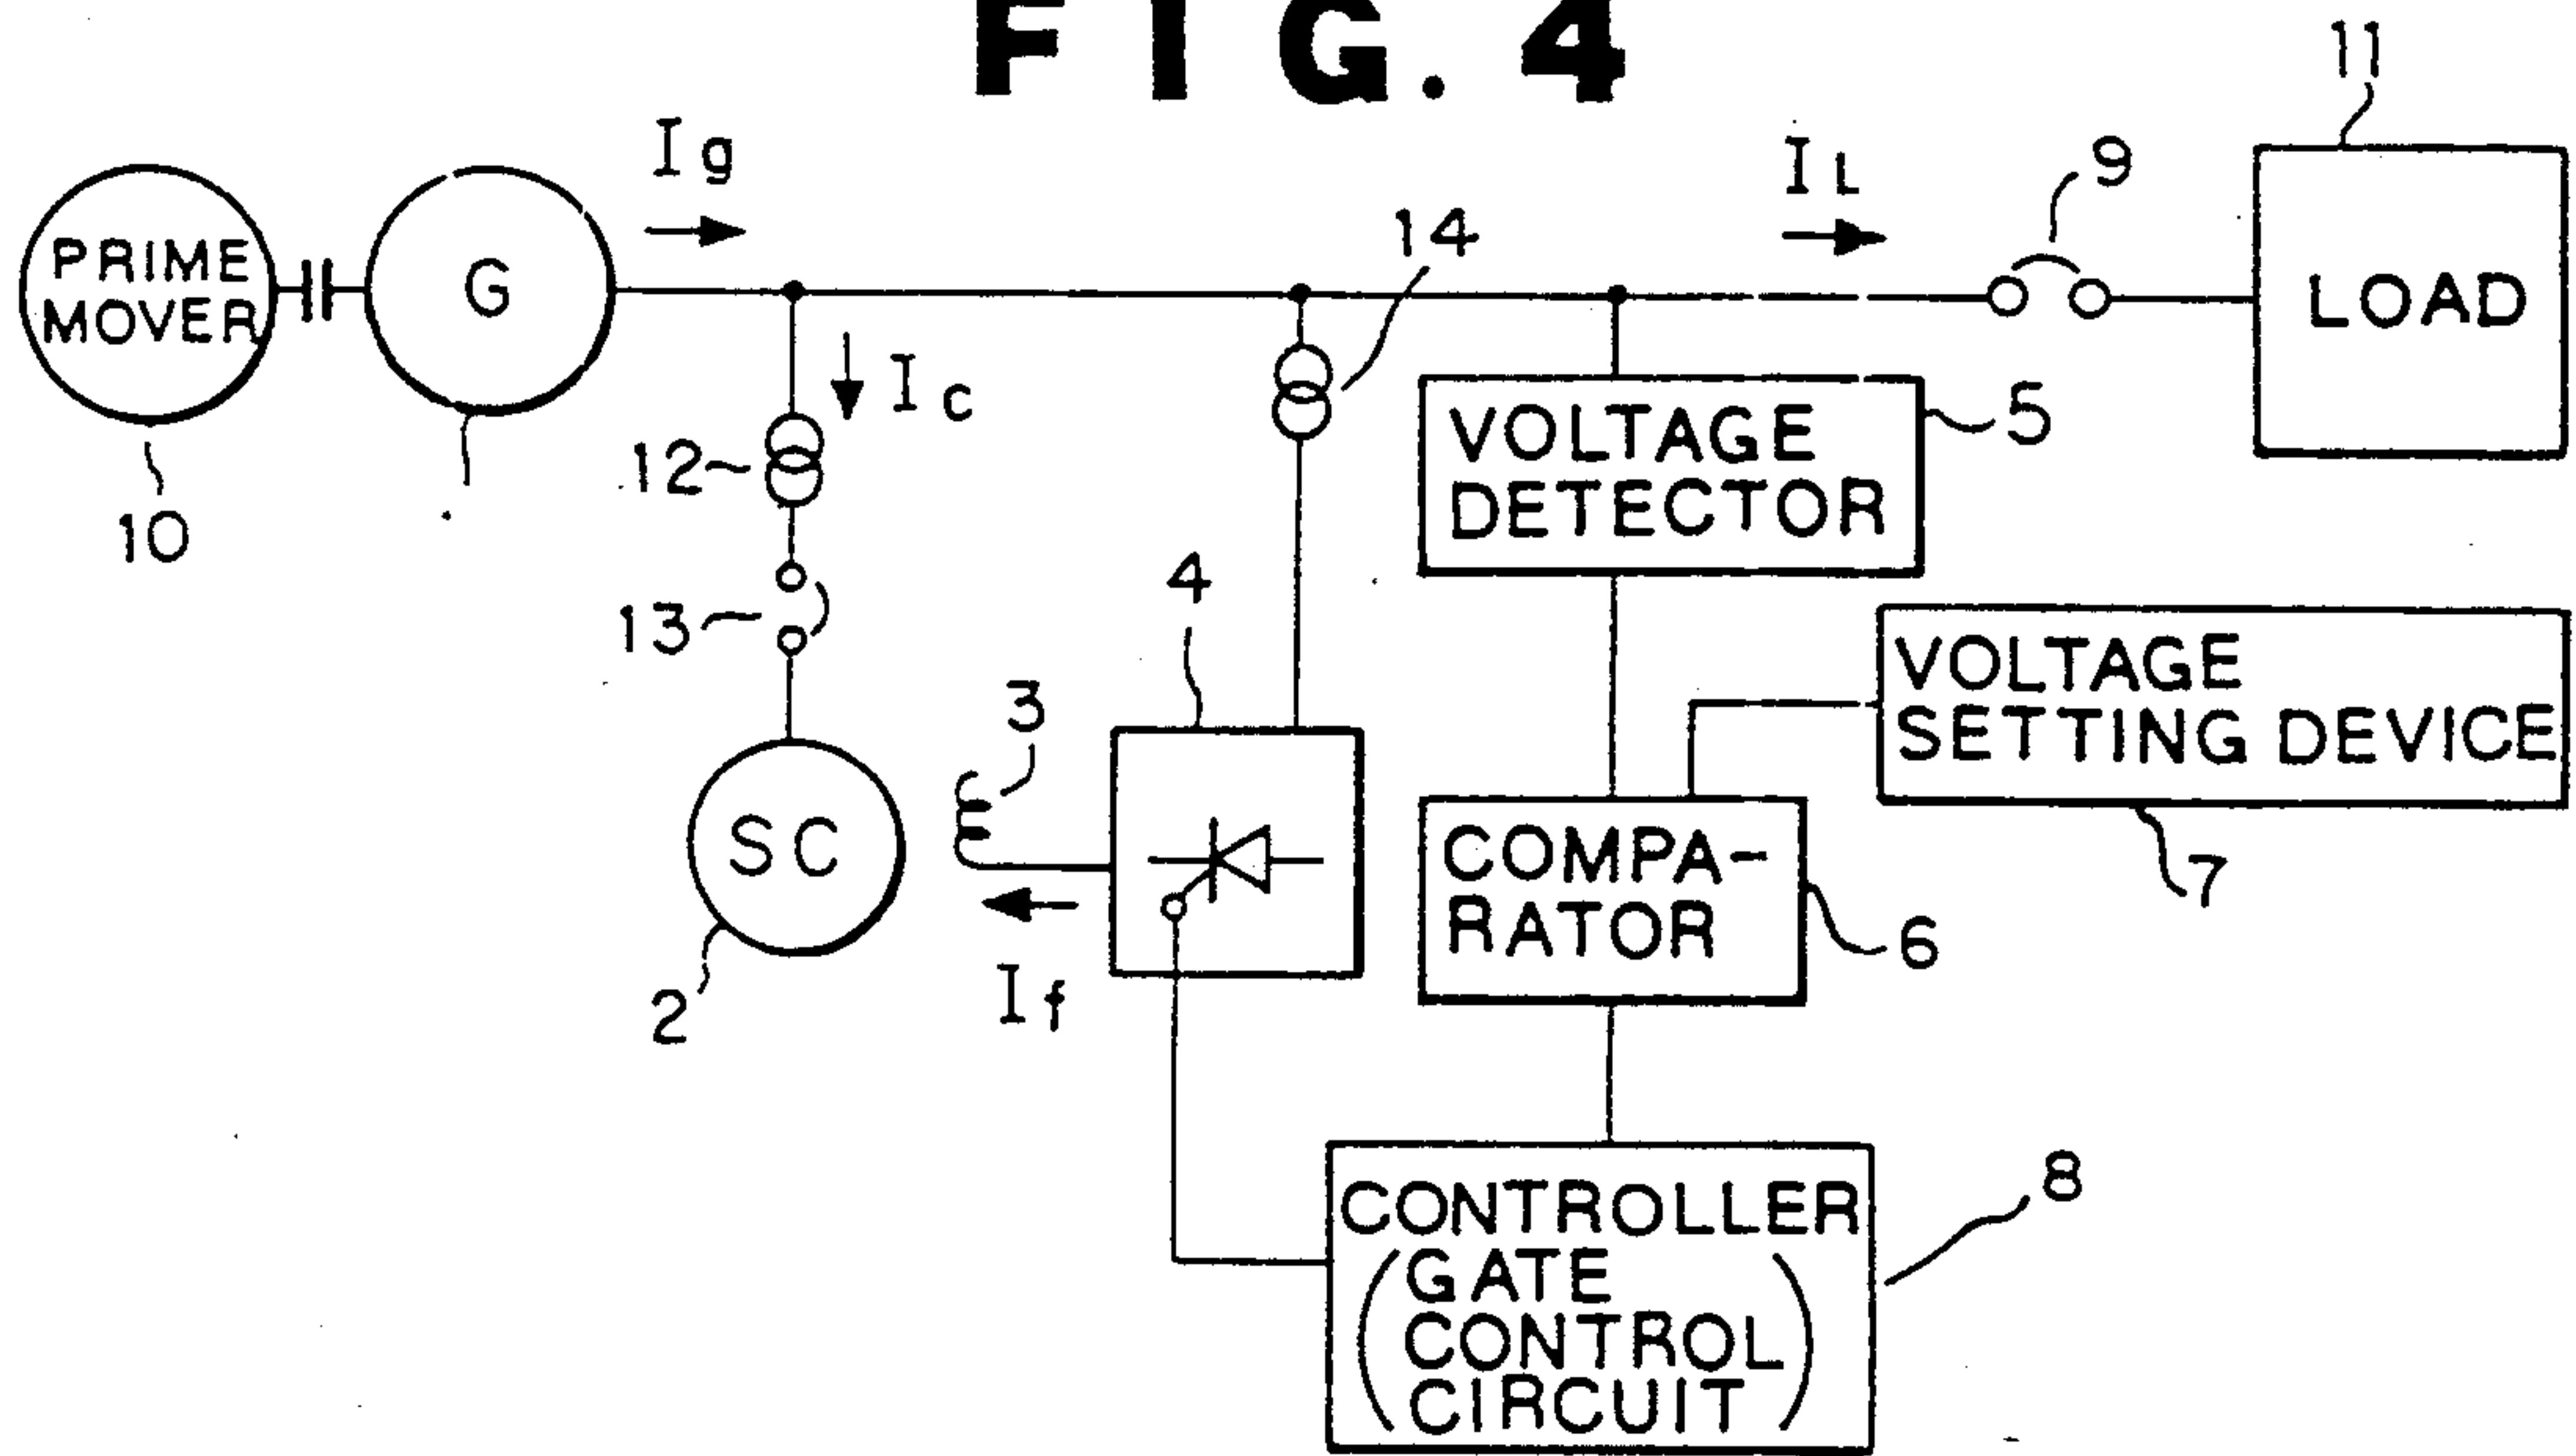 FIG. 4
11
Ig
IL
9
PRIME
MOVER
G
14
LOAD
Ic
12
VOLTAGE
DETECTOR
5
10
13
4
3
VOLTAGE
SETTING DEVICE
SC
COMPA-
RATOR
7
6
2
If
CONTROLLER
(GATE
CONTROL
CIRCUIT)
8